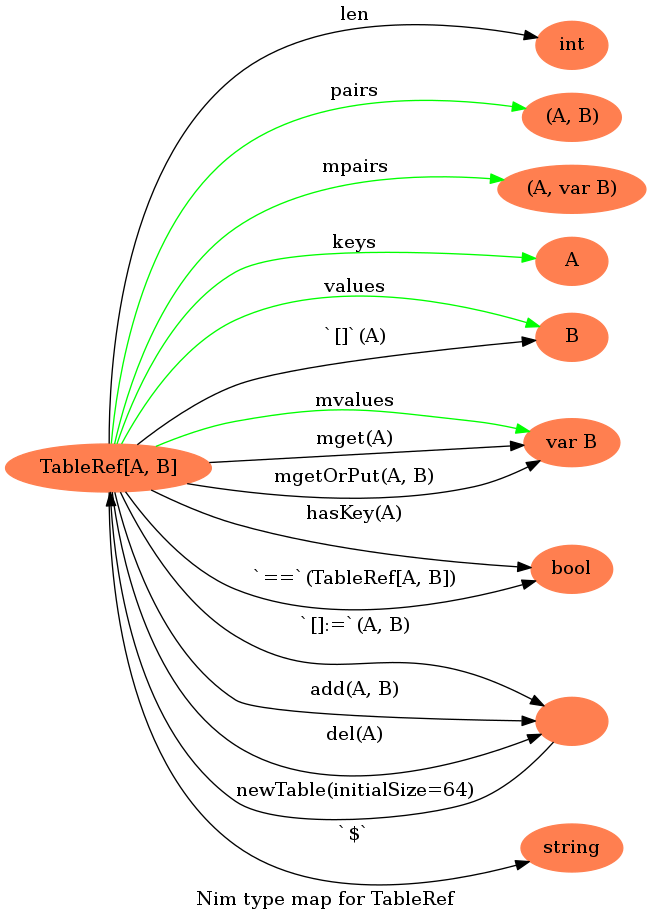 len
int
pairs
(A, B)
mpairs
(A, var B)
keys
A
values
B
`[]`(A)
mvalues
var B
mget(A)
TableRef[A, B]
mgetOrPut(A, B)
hasKey(A)
bool
`==`(TableRef[A, B])
`[]:=`(A, B)
add(A, B)
del(A)
newTable(initialSize=64)
`$`
string
Nim type map for TableRef